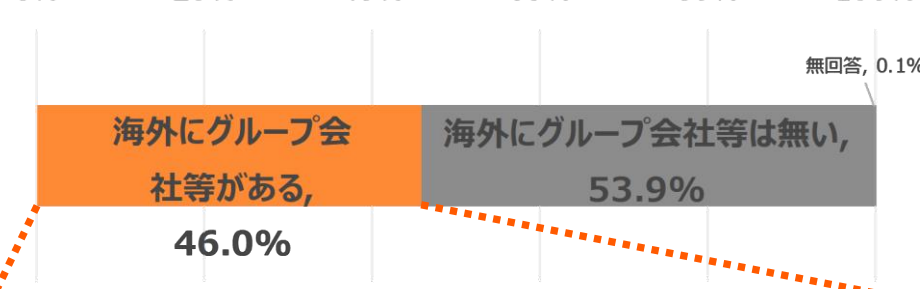 無回答, 0.1%
海外にグループ会
社等がある,
46.0%
海外にグループ会社等は無い,
53.9%